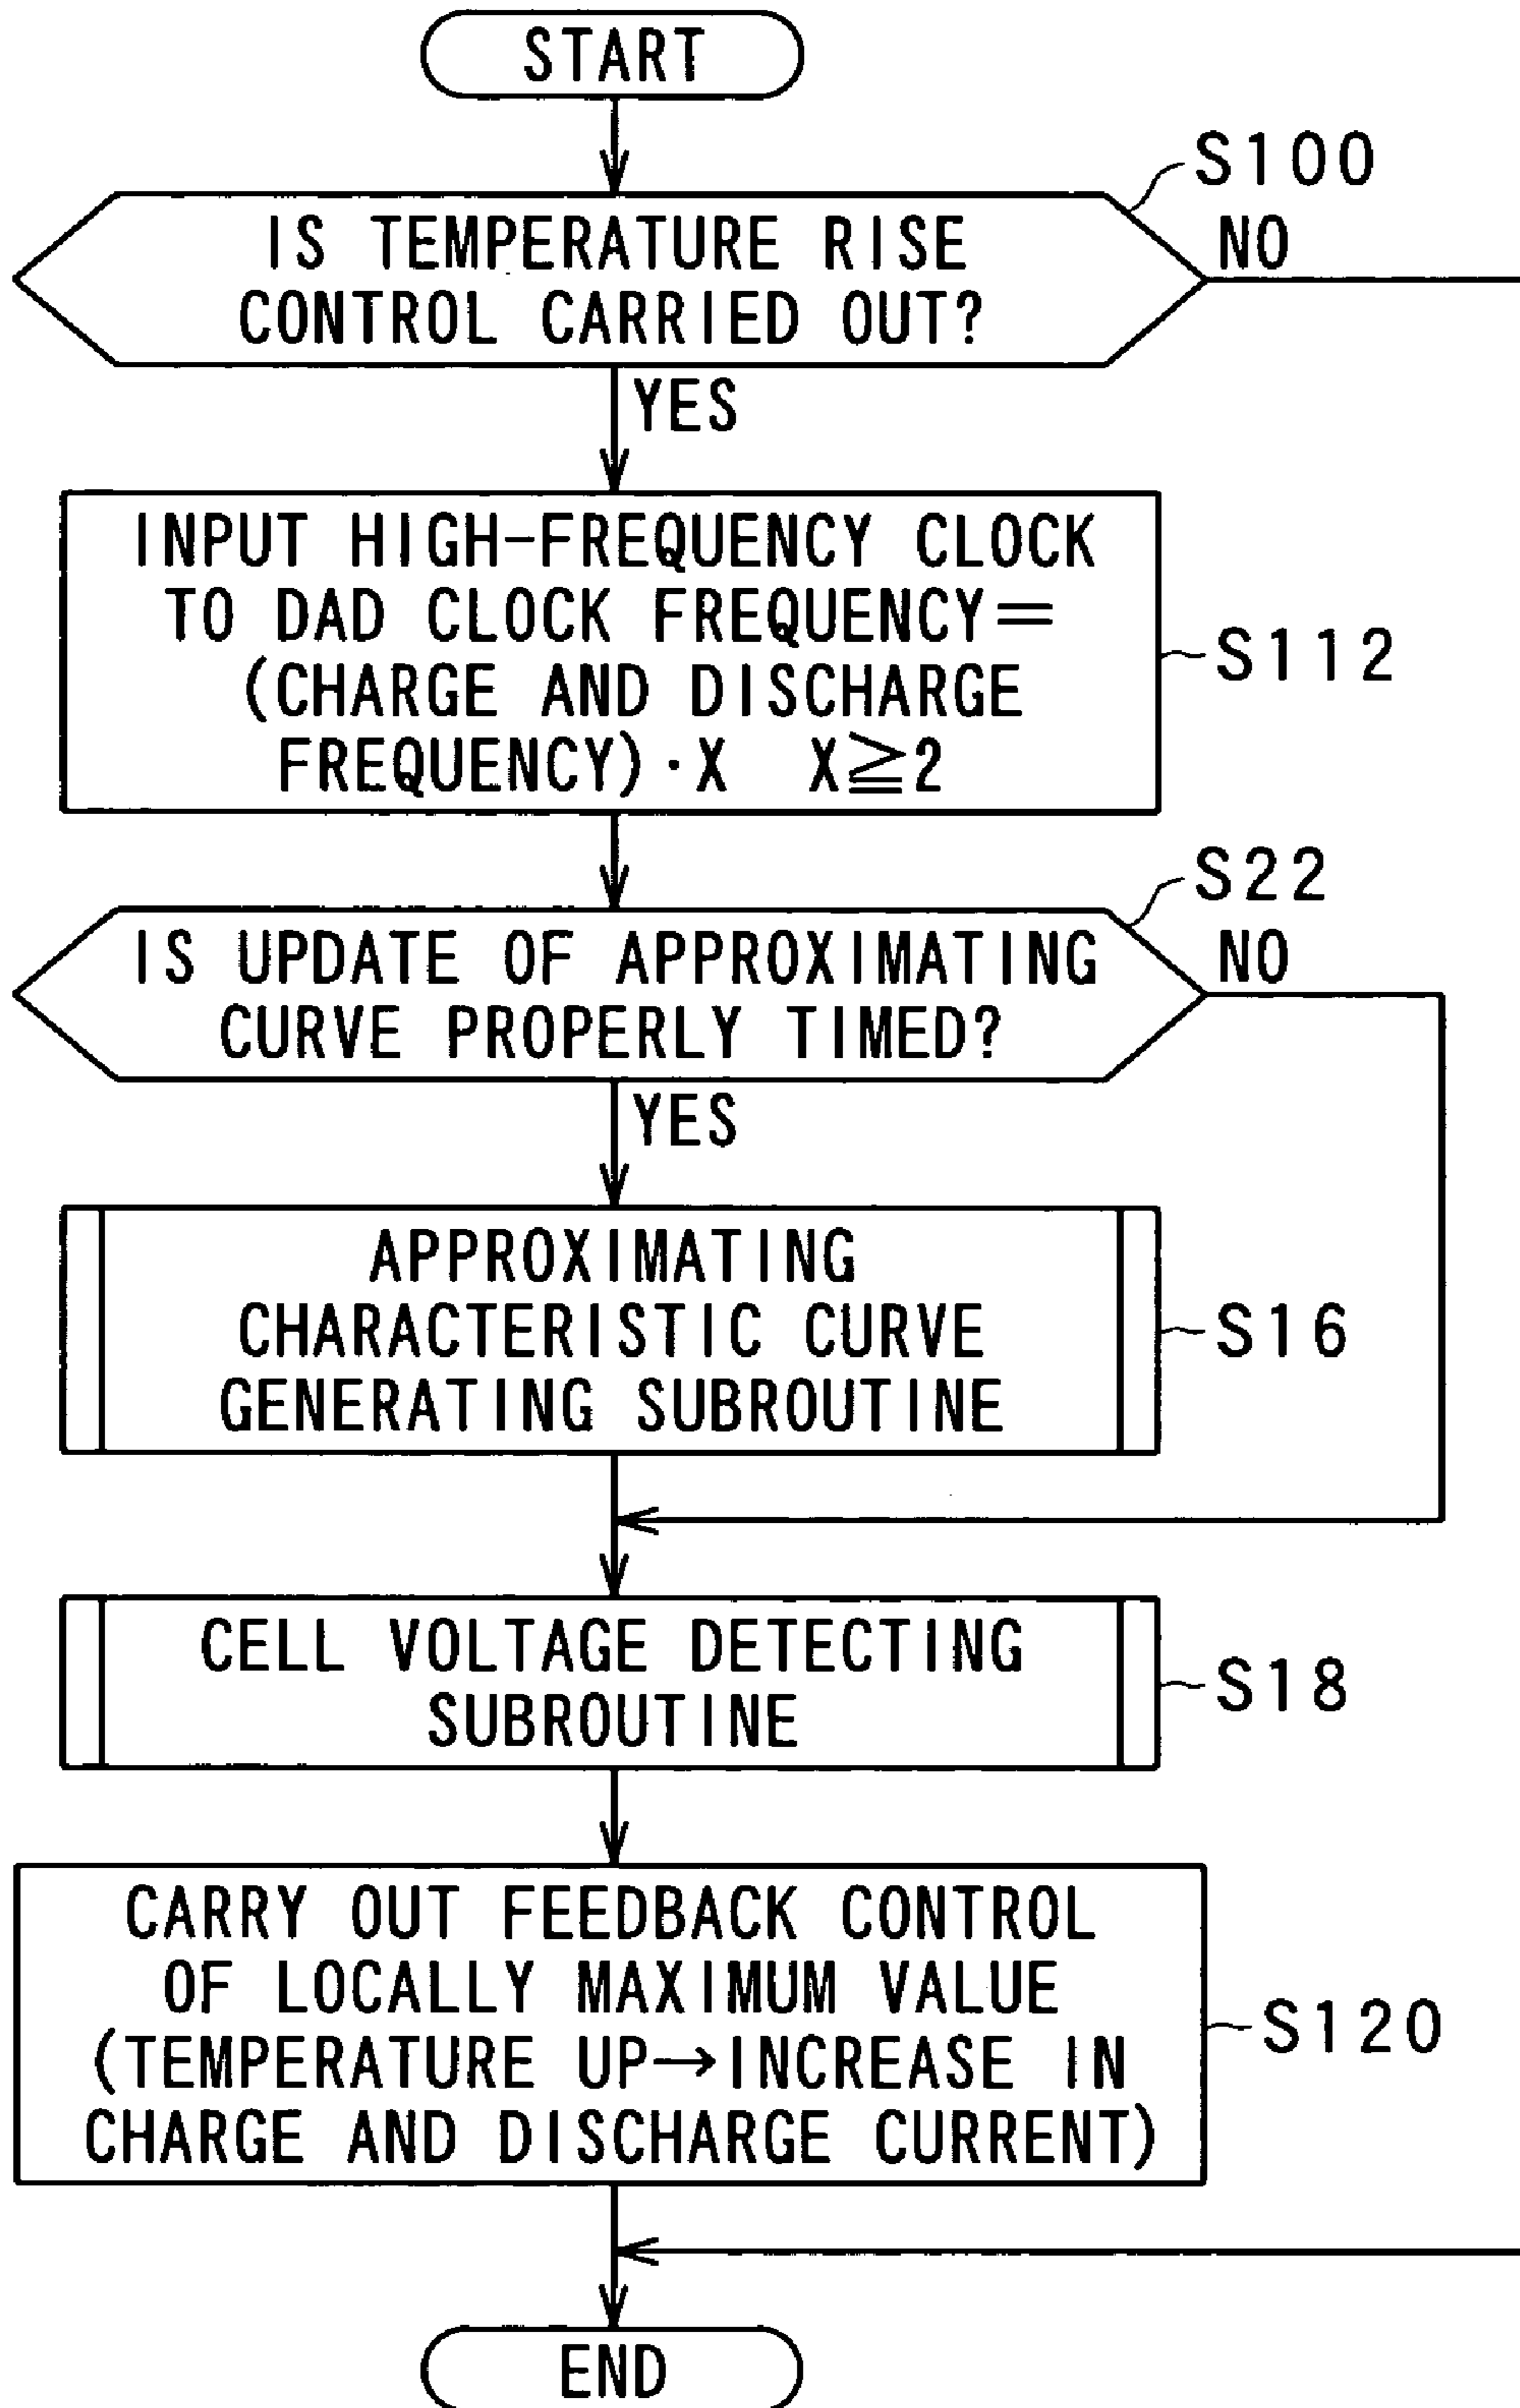 START
S100
IS TEMPERATURE RISE
CONTROL CARRIED OUT?
NO
YES
INPUT HIGH-FREQUENCY CLOCK
TO DAD CLOCK FREQUENCY=
(CHARGE AND DISCHARGE
FREQUENCY)·X X≧2
S112
S22
IS UPDATE OF APPROXIMATING
CURVE PROPERLY TIMED?
NO
YES
APPROXIMATING
CHARACTERISTIC CURVE
GENERATING SUBROUTINE
S16
CELL VOLTAGE DETECTING
SUBROUTINE
S18
CARRY OUT FEEDBACK CONTROL
OF LOCALLY MAXIMUM VALUE
(TEMPERATURE UP→INCREASE IN
CHARGE AND DISCHARGE CURRENT)
S120
END